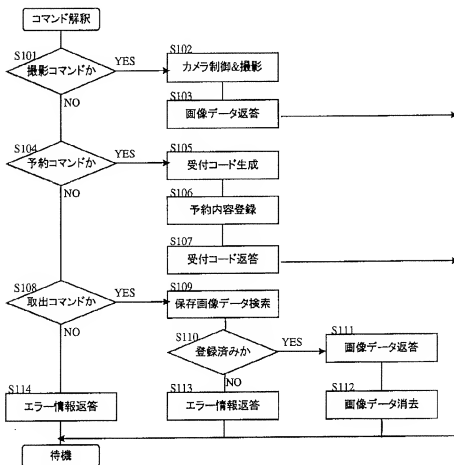 コマンド解釈
S101
撮影コマンドか
YES
NO
S102
カメラ制御&撮影
S103
画像データ返答
S104
予約コマンドか
YES
NO
S105
受付コード生成
S106
予約内容登録
S107
受付コード返答
S108
取出コマンドか
YES
NO
S109
保存画像データ検索
S110
登録済みか
YES
NO
S111
画像データ返答
S112
画像データ消去
S113
エラー情報返答
S114
エラー情報返答
待機